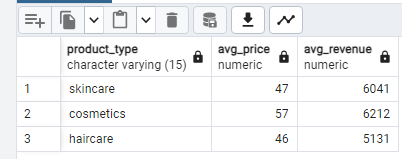 product_type avg_price avg_revenue
character varying (15) numeric numeric
1 skincare 47 6041
2 cosmetics 57 6212
3 haircare 46 5131